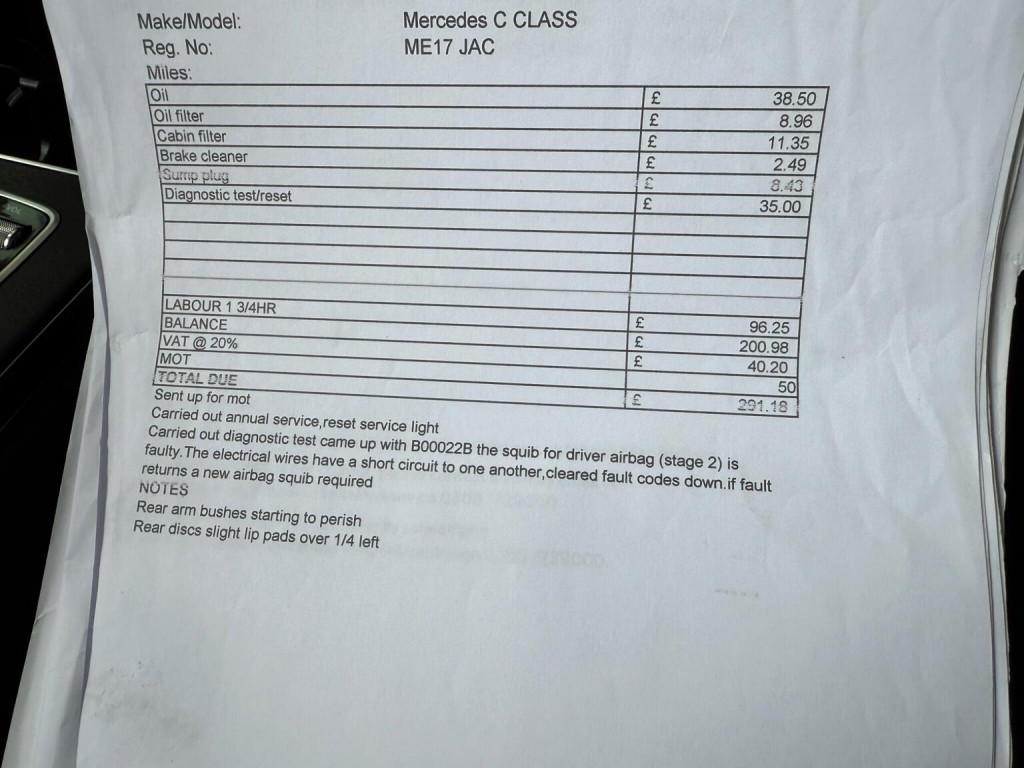 Make/Model: Mercedes C CLASS
Reg. No: ME17 JAC
Miles:
Oil £ 38.50
Oil filter £ 8.96
Cabin filter £ 11.35
Brake cleaner £ 2.49
Sump plug £ 8.43
Diagnostic test/reset £ 35.00
LABOUR 1 3/4HR £ 96.25
BALANCE £ 200.98
VAT @ 20% £ 40.20
MOT 50
TOTAL DUE £ 291.18
Sent up for mot
Carried out annual service,reset service light
Carried out diagnostic test came up with B00022B the squib for driver airbag (stage 2) is
faulty.The electrical wires have a short circuit to one another,cleared fault codes down.if fault
returns a new airbag squib required
NOTES
Rear arm bushes starting to perish
Rear discs slight lip pads over 1/4 left